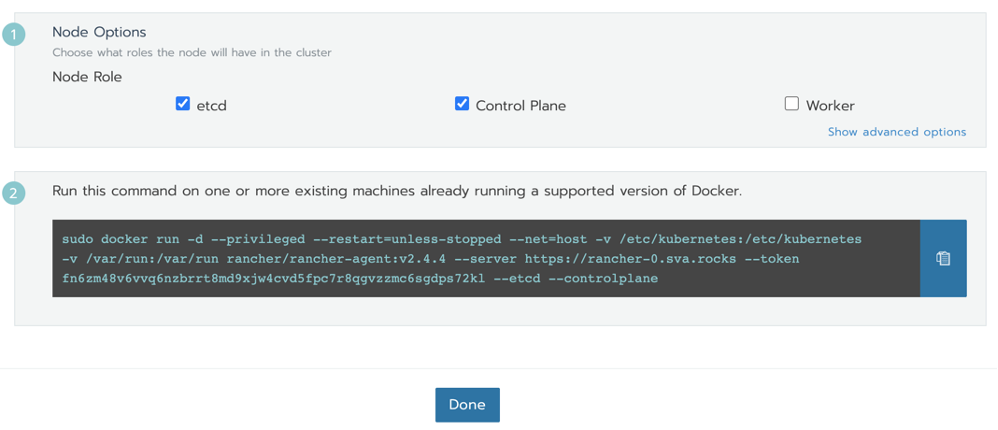 1
Node Options
Choose what roles the node will have in the cluster
Node Role
etcd
Control Plane
Worker
Show advanced options
2
Run this command on one or more existing machines already running a supported version of Docker.
sudo docker run -d --privileged --restart=unless-stopped --net=host -v /etc/kubernetes:/etc/kubernetes
-v /var/run:/var/run rancher/rancher-agent:v2.4.4 --server https://rancher-0.sva.rocks --token
fn6zm48v6vvq6nzbrrt8md9xjw4cvd5fpc7r8qgvzzmc6sgdps72kl --etcd --controlplane
Done